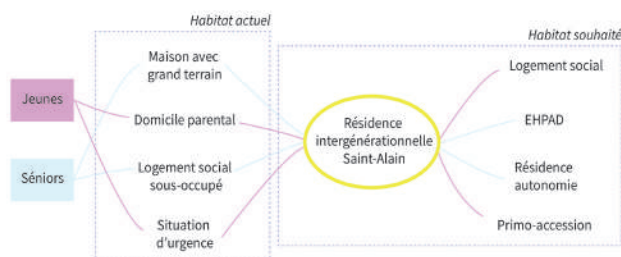 Habitat actuel
Habitat souhaité
Maison avec
grand terrain
Logement social
Jeunes
Domicile parental
Résidence
intergénérationnelle
Saint-Alain
EHPAD
Séniors
Logement social
sous-occupé
Résidence
autonomie
Situation
d'urgence
Primo-accession